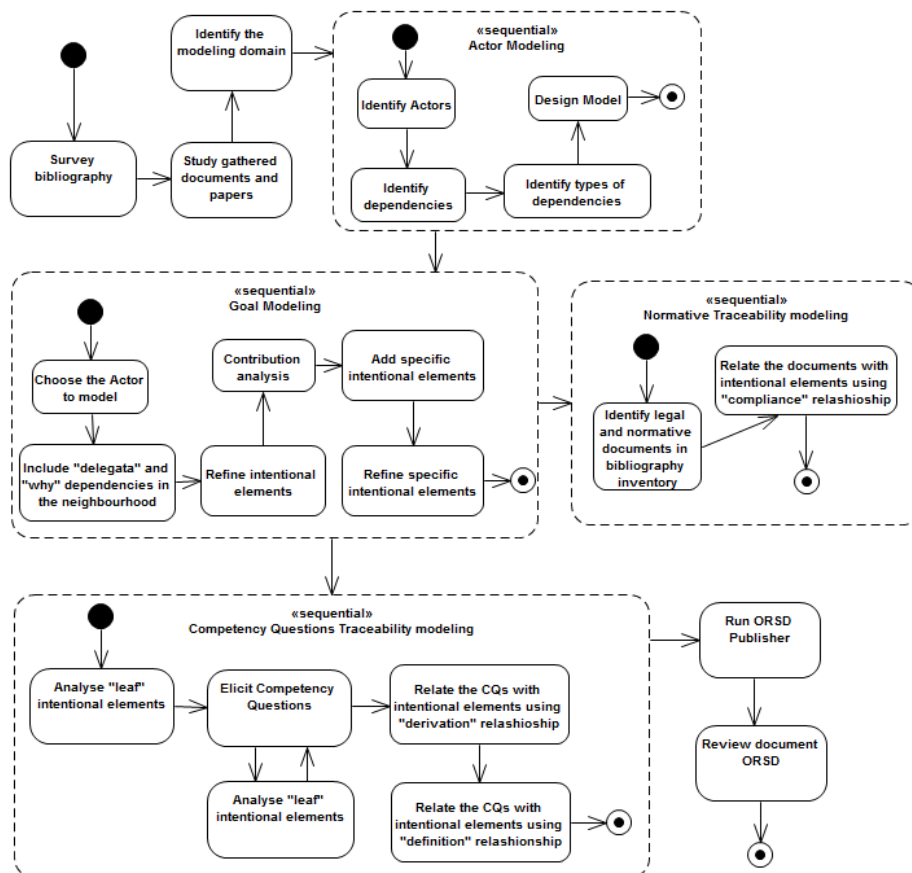 Identify the
modeling domain
Survey
bibliography
Study gathered
documents and
papers
«sequential»
Actor Modeling
Identify Actors
Design Model
Identify
dependencies
Identify types of
dependencies
«sequential»
Goal Modeling
Choose the Actor
to model
Contribution
analysis
Add specific
intentional elements
Include "delegata" and
"why" dependencies in
the neighbourhood
Refine intentional
elements
Refine specific
intentional elements
«sequential»
Normative Traceability modeling
Relate the documents with
intentional elements using
"compliance" relashioship
Identify legal
and normative
documents in
bibliography
inventory
«sequential»
Competency Questions Traceability modeling
Analyse "leaf"
intentional elements
Elicit Competency
Questions
Relate the CQs with
intentional elements using
"derivation" relashioship
Analyse "leaf"
intentional elements
Relate the CQs with
intentional elements using
"definition" relashionship
Run ORSD
Publisher
Review document
ORSD